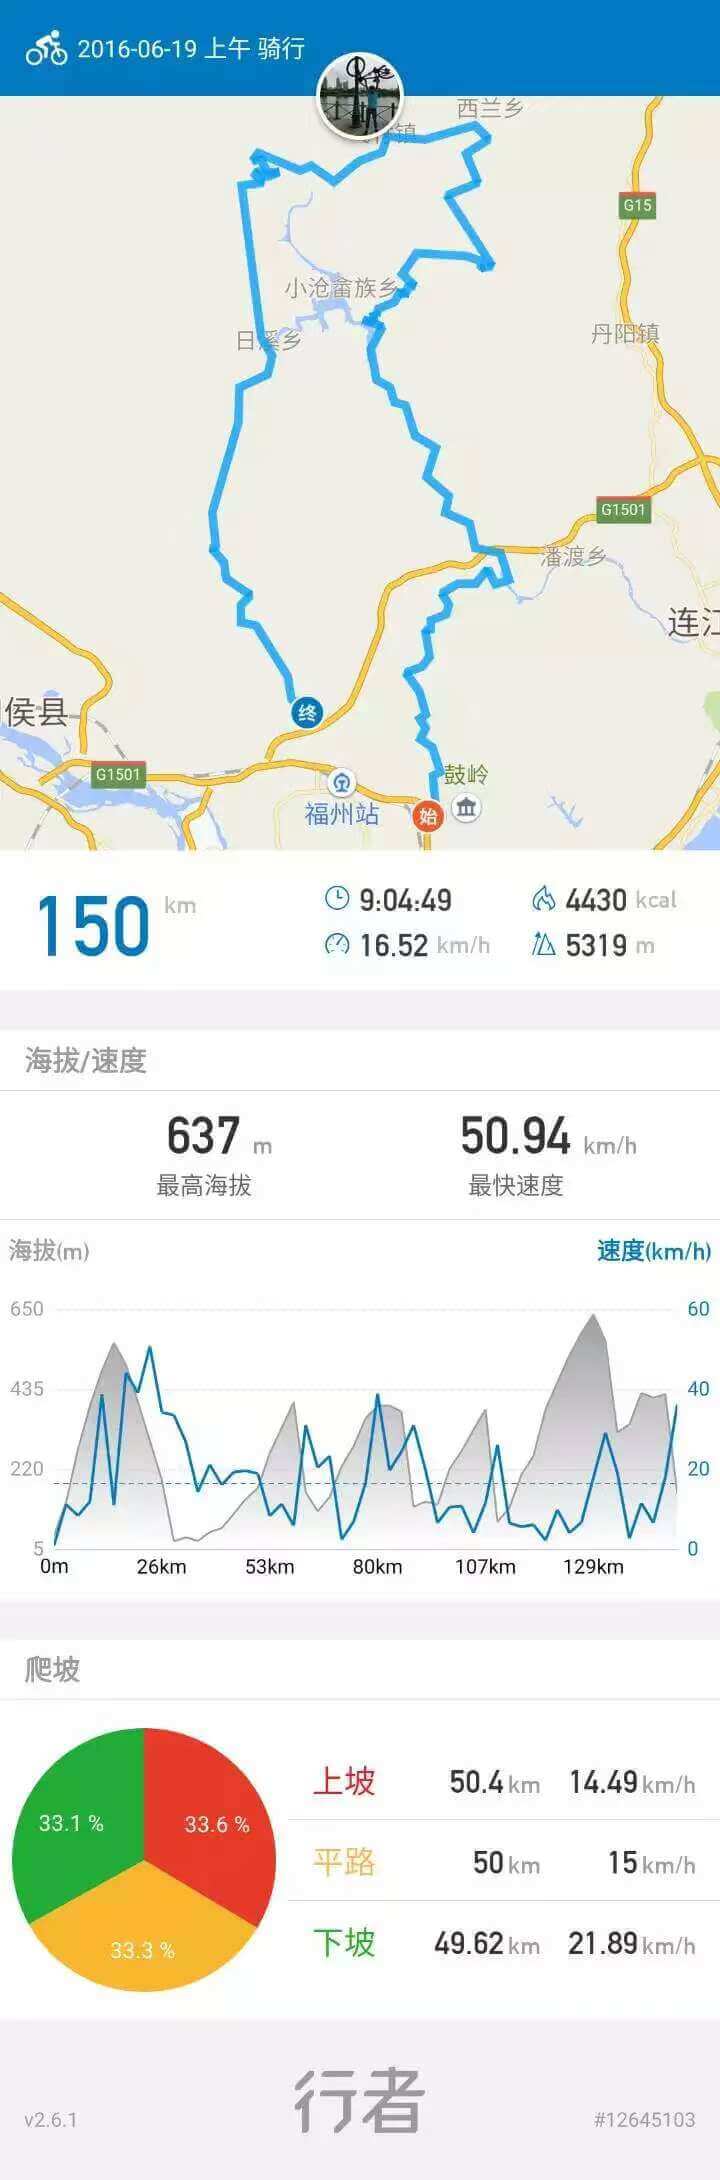 2016-06-19 上午 骑行
西兰乡
镇
G15
小沧畲族乡
日溪乡
丹阳镇
G1501
潘渡乡
连江
侯县
终
G1501
鼓岭
福州站
始
150 km
9:04:49
4430 kcal
16.52 km/h
5319 m
海拔/速度
637 m
50.94 km/h
最高海拔
最快速度
海拔(m)
速度(km/h)
650
60
435
40
220
20
5
0
0m 26km 53km 80km 107km 129km
爬坡
33.1 %
33.6 %
33.3 %
上坡 50.4 km 14.49 km/h
平路 50 km 15 km/h
下坡 49.62 km 21.89 km/h
行者
v2.6.1
#12645103